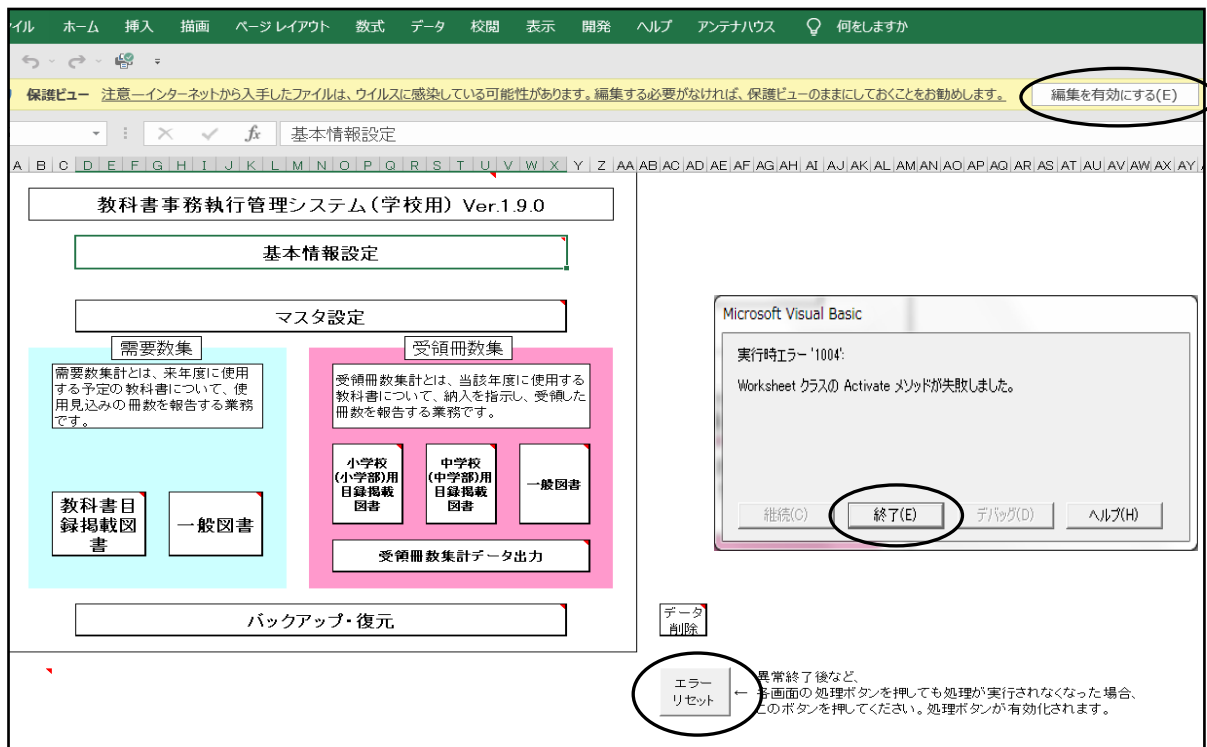 イル ホーム 挿入 描画 ページ レイアウト 数式 データ 校閲 表示 開発 ヘルプ アンテナハウス 何をしますか
保護ビュー 注意—インターネットから入手したファイルは、ウイルスに感染している可能性があります。編集する必要がなければ、保護ビューのままにしておくことをお勧めします。 編集を有効にする(E)
fx 基本情報設定
A B C D E F G H I J K L M N O P Q R S T U V W X Y Z AA AB AC AD AE AF AG AH AI AJ AK AL AM AN AO AP AQ AR AS AT AU AV AW AX AY
教科書事務執行管理システム(学校用) Ver.1.9.0
基本情報設定
マスタ設定
需要数集
需要数集計とは、来年度に使用
する予定の教科書について、使
用見込みの冊数を報告する業務
です。
教科書目
録掲載図
書
一般図書
受領冊数集
受領冊数集計とは、当該年度に使用する
教科書について、納入を指示し、受領した
冊数を報告する業務です。
小学校
(小学部)用
目録掲載
図書
中学校
(中学部)用
目録掲載
図書
一般図書
受領冊数集計データ出力
バックアップ・復元
Microsoft Visual Basic
実行時エラー '1004':
Worksheet クラスの Activate メソッドが失敗しました。
継続(C) 終了(E) デバッグ(D) ヘルプ(H)
データ
削除
エラー
リセット
← 異常終了後など、
各画面の処理ボタンを押しても処理が実行されなくなった場合、
このボタンを押してください。処理ボタンが有効化されます。